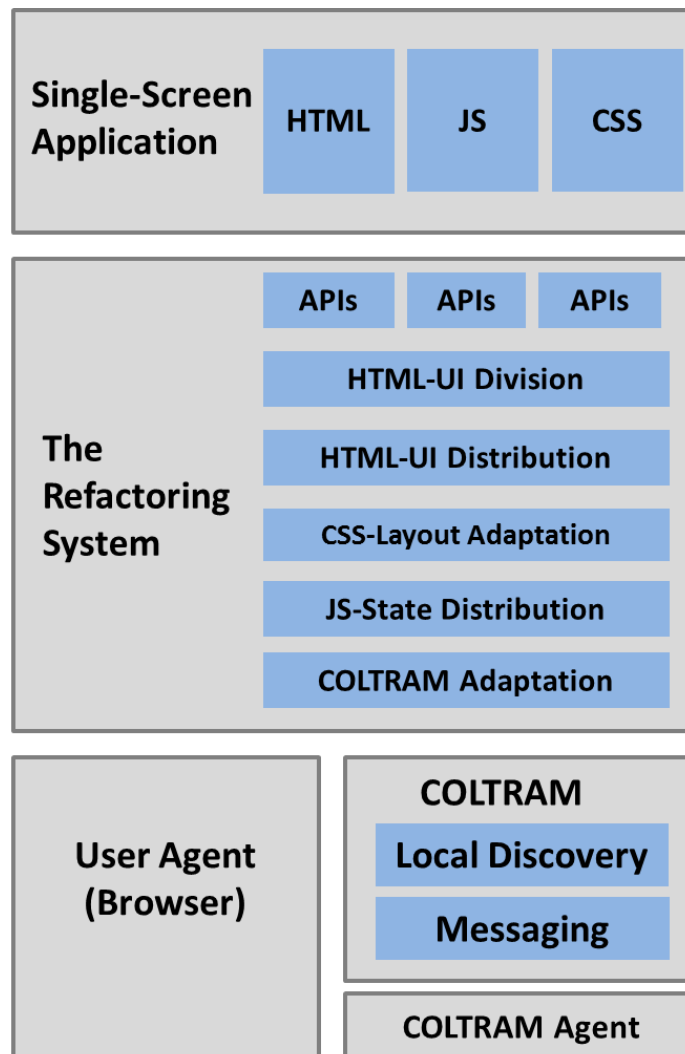 Single-Screen
Application
HTML
JS
CSS
The
Refactoring
System
APIs
APIs
APIs
HTML-UI Division
HTML-UI Distribution
CSS-Layout Adaptation
JS-State Distribution
COLTRAM Adaptation
User Agent
(Browser)
COLTRAM
Local Discovery
Messaging
COLTRAM Agent